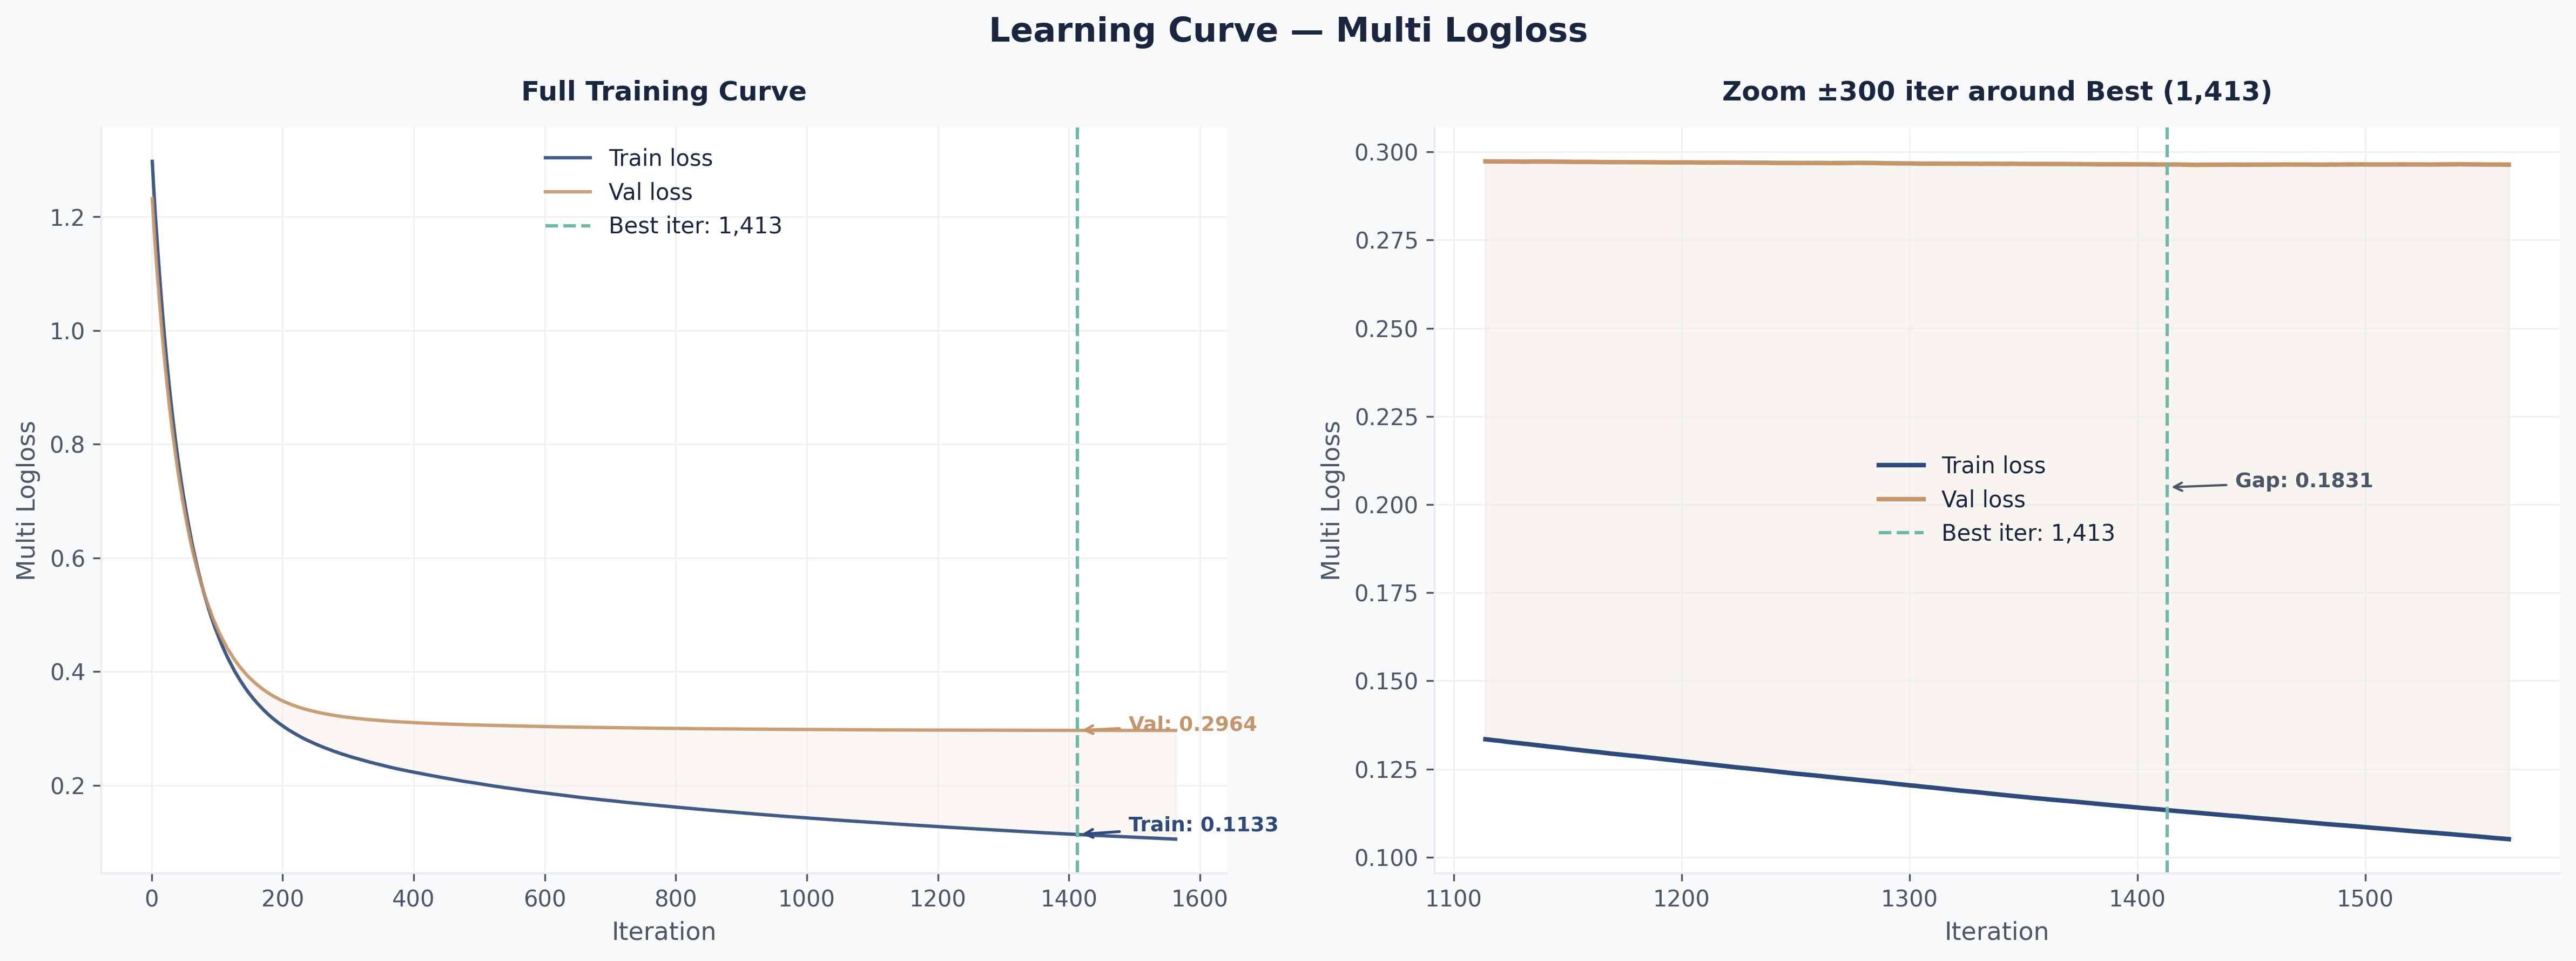 Learning Curve — Multi Logloss
Full Training Curve
Multi Logloss
1.2
1.0
0.8
0.6
0.4
0.2
Train loss
Val loss
Best iter: 1,413
Val: 0.2964
Train: 0.1133
0 200 400 600 800 1000 1200 1400 1600
Iteration
Zoom ±300 iter around Best (1,413)
Multi Logloss
0.300
0.275
0.250
0.225
0.200
0.175
0.150
0.125
0.100
Train loss
Val loss
Best iter: 1,413
Gap: 0.1831
1100 1200 1300 1400 1500
Iteration